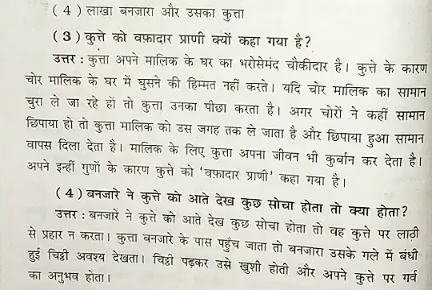 ( 4 ) लाखा बनजारा और उसका कुत्ता
( 3 ) कुत्ते को वफ़ादार प्राणी क्यों कहा गया है?
उत्तर : कुत्ता अपने मालिक के घर का भरोसेमंद चौकीदार है। कुत्ते के कारण
चोर मालिक के घर में घुसने की हिम्मत नही करते। यदि चोर मालिक का सामान
चुरा ले जा रहे हों तो कुत्ता उनका पीछा करता है। अगर चोरों ने कहीं सामान
छिपाया हो तो कुत्ता मालिक को उस जगह तक ले जाता है और छिपाया हुआ सामान
वापस दिला देता है। मालिक के लिए कुत्ता अपना जीवन भी कुर्बान कर देता है।
अपने इन्हीं गुणों के कारण कुत्ते को 'वफ़ादार प्राणी' कहा गया है।
( 4 ) बनजारे ने कुत्ते को आते देख कुछ सोचा होता तो क्या होता?
उत्तर : बनजारे ने कुत्ते को आते देख कुछ सोचा होता तो वह कुत्ते पर लाठी
से प्रहार न करता। कुत्ता बनजारे के पास पहुँच जाता तो बनजारा उसके गले में बंधी
हुई चिठ्ठी अवश्य देखता। चिठ्ठी पढ़कर उसे खुशी होती और अपने कुत्ते पर गर्व
का अनुभव होता।